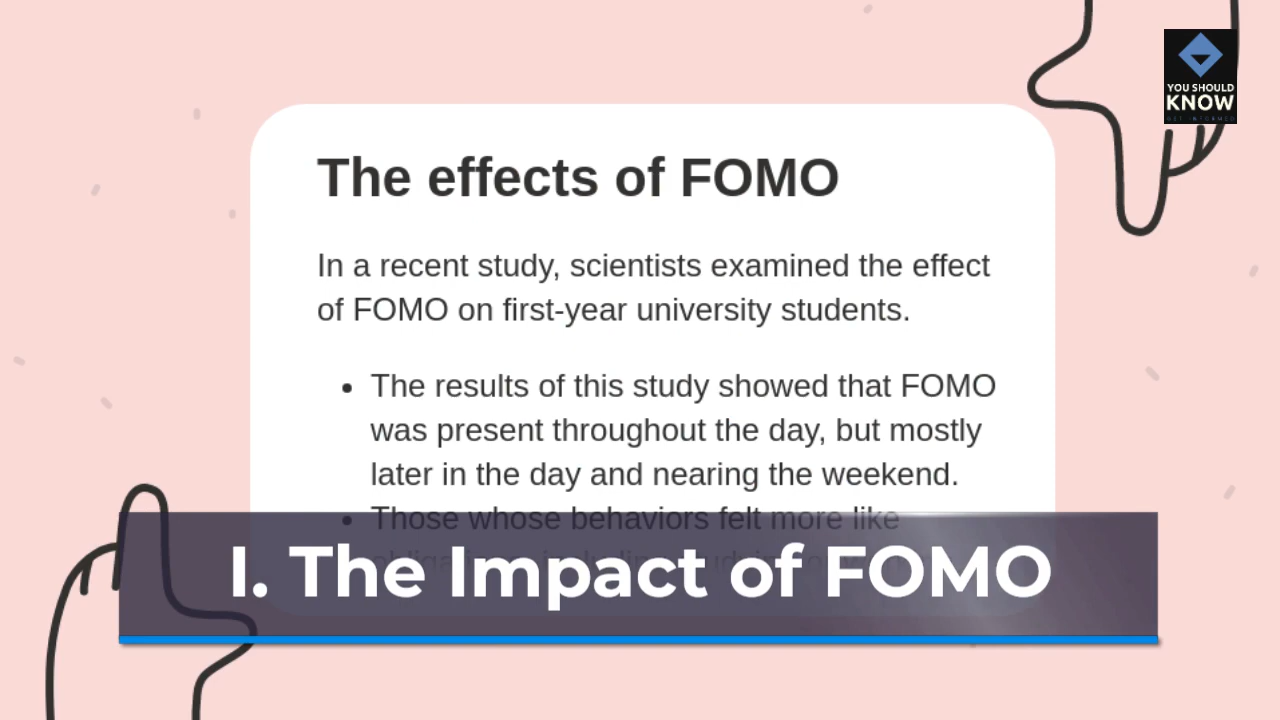 YOU SHOULD
KNOW
GET INFORMED
The effects of FOMO
In a recent study, scientists examined the effect
of FOMO on first-year university students.
The results of this study showed that FOMO
was present throughout the day, but mostly
later in the day and nearing the weekend.
Those whose behaviors felt more like
I. The Impact of FOMO